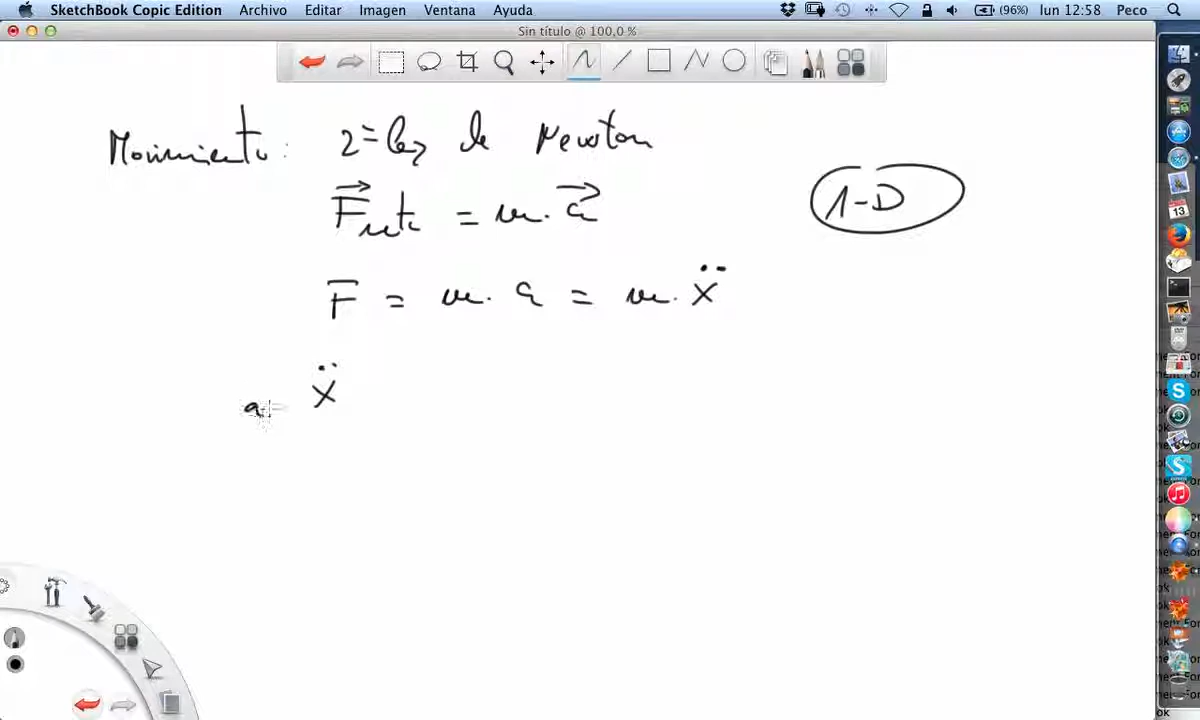 SketchBook Copic Edition Archivo Editar Imagen Ventana Ayuda (96%) lun 12:58 Peco
Sin título @ 100,0 %
Movimiento: 2ª ley de Newton
F neta = m. a
1-D
F = m. a = m. ẍ
a= ẍ
13